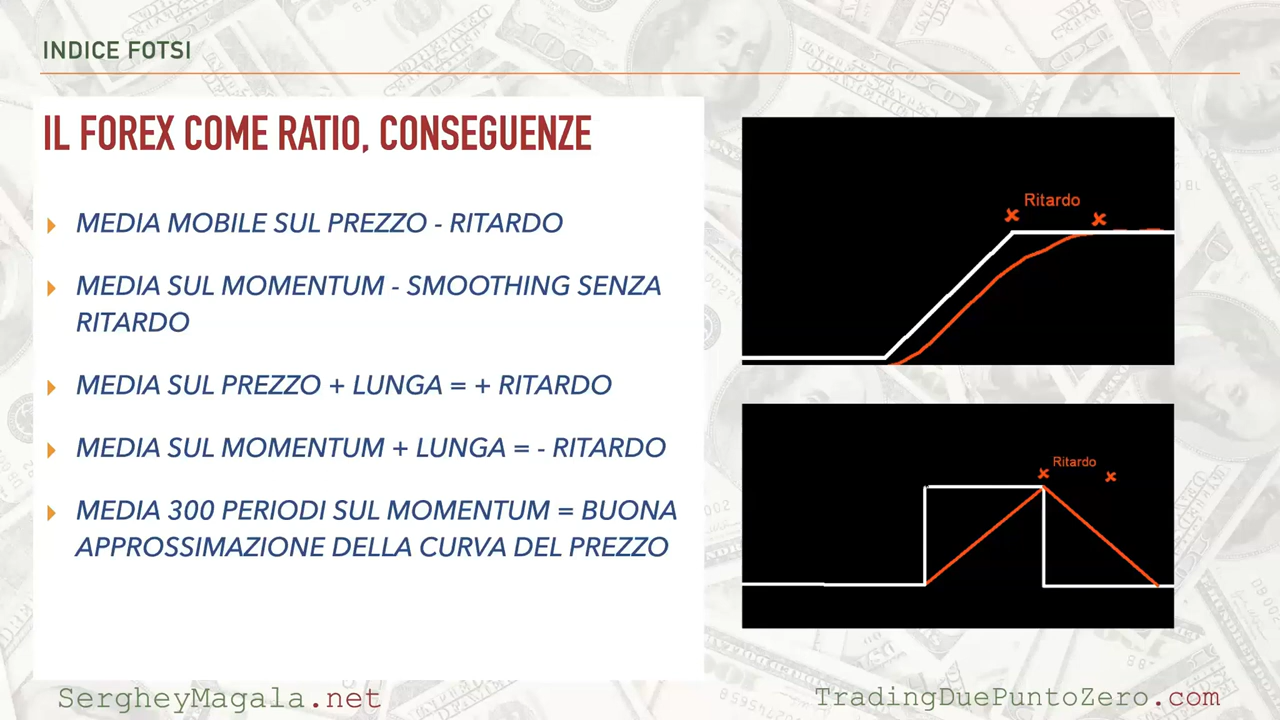 INDICE FOTSI
IL FOREX COME RATIO, CONSEGUENZE
MEDIA MOBILE SUL PREZZO - RITARDO
MEDIA SUL MOMENTUM - SMOOTHING SENZA
RITARDO
MEDIA SUL PREZZO + LUNGA = + RITARDO
MEDIA SUL MOMENTUM + LUNGA = - RITARDO
MEDIA 300 PERIODI SUL MOMENTUM = BUONA
APPROSSIMAZIONE DELLA CURVA DEL PREZZO
Ritardo
Ritardo
SergheyMagala.net
TradingDuePuntoZero.com